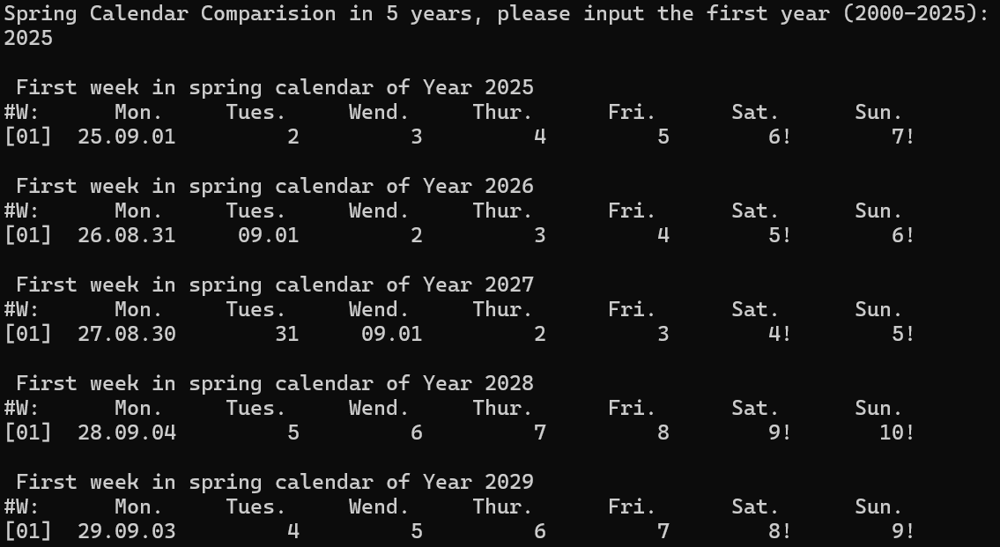 Spring Calendar Comparision in 5 years, please input the first year (2000-2025):
2025
First week in spring calendar of Year 2025
#W:      Mon.     Tues.     Wend.     Thur.      Fri.      Sat.      Sun.
[01]  25.09.01         2         3         4         5        6!        7!
First week in spring calendar of Year 2026
#W:      Mon.     Tues.     Wend.     Thur.      Fri.      Sat.      Sun.
[01]  26.08.31     09.01         2         3         4        5!        6!
First week in spring calendar of Year 2027
#W:      Mon.     Tues.     Wend.     Thur.      Fri.      Sat.      Sun.
[01]  27.08.30        31     09.01         2         3        4!        5!
First week in spring calendar of Year 2028
#W:      Mon.     Tues.     Wend.     Thur.      Fri.      Sat.      Sun.
[01]  28.09.04         5         6         7         8        9!       10!
First week in spring calendar of Year 2029
#W:      Mon.     Tues.     Wend.     Thur.      Fri.      Sat.      Sun.
[01]  29.09.03         4         5         6         7        8!        9!